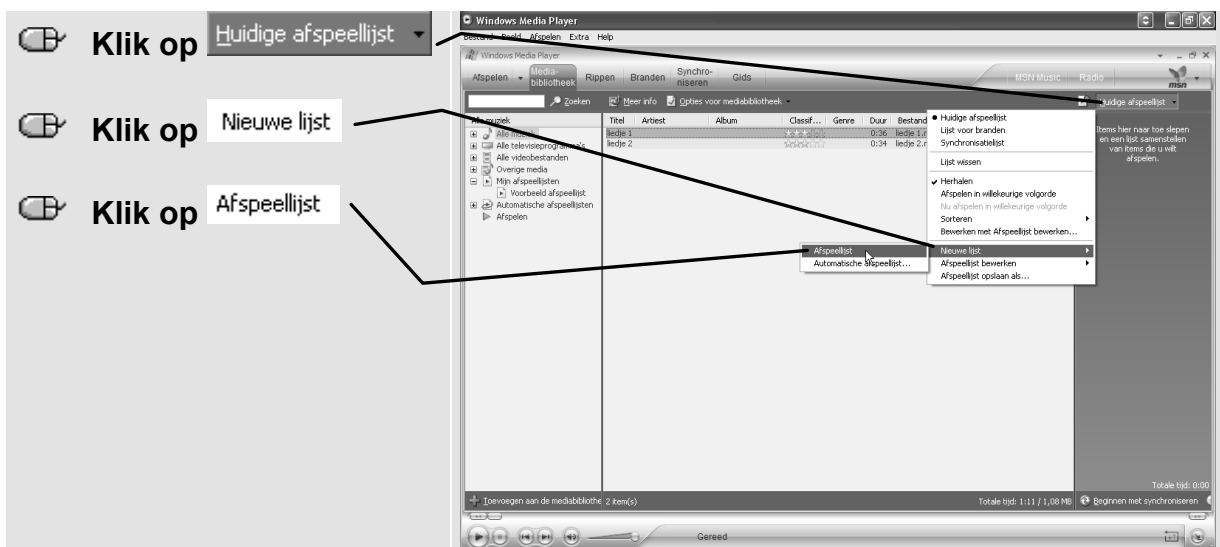 Klik op Huidige afspeellijst
Klik op Nieuwe lijst
Klik op Afspeellijst
Windows Media Player
Bestand Beeld Afspelen Extra Help
Windows Media Player
Afspelen Media-bibliotheek Rippen Branden Synchro-niseren Gids MSN Music Radio msn
Zoeken Meer info Opties voor mediabibliotheek Huidige afspeellijst
Alle muziek
Alle muziek
Alle televisieprogramma's
Alle videobestanden
Overige media
Mijn afspeellijsten
Voorbeeld afspeellijst
Automatische afspeellijsten
Afspelen
Titel Artiest Album Classif... Genre Duur Bestand
liedje 1 0:36 liedje 1.
liedje 2 0:34 liedje 2.
Huidige afspeellijst
Lijst voor branden
Synchronisatielijst
Lijst wissen
Herhalen
Afspelen in willekeurige volgorde
Nu afspelen in willekeurige volgorde
Sorteren
Bewerken met Afspeellijst bewerken...
Nieuwe lijst
Afspeellijst bewerken
Afspeellijst opslaan als...
Afspeellijst
Automatische afspeellijst...
Items hier naar toe slepen
en een lijst samenstellen
van items die u wilt
afspelen.
Totale tijd: 0:00
Toevoegen aan de mediabibliothe 2 item(s) Totale tijd: 1:11 / 1,08 MB Beginnen met synchroniseren
Gereed